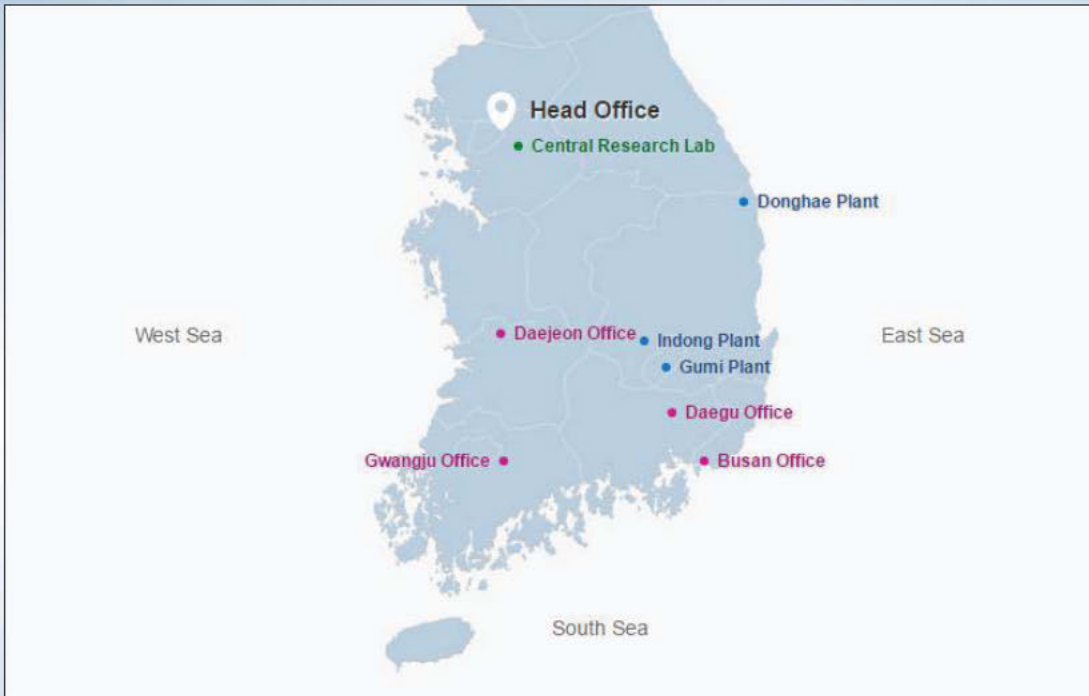 Head Office
Central Research Lab
Donghae Plant
West Sea
Daejeon Office
Indong Plant
East Sea
Gumi Plant
Daegu Office
Gwangju Office
Busan Office
South Sea